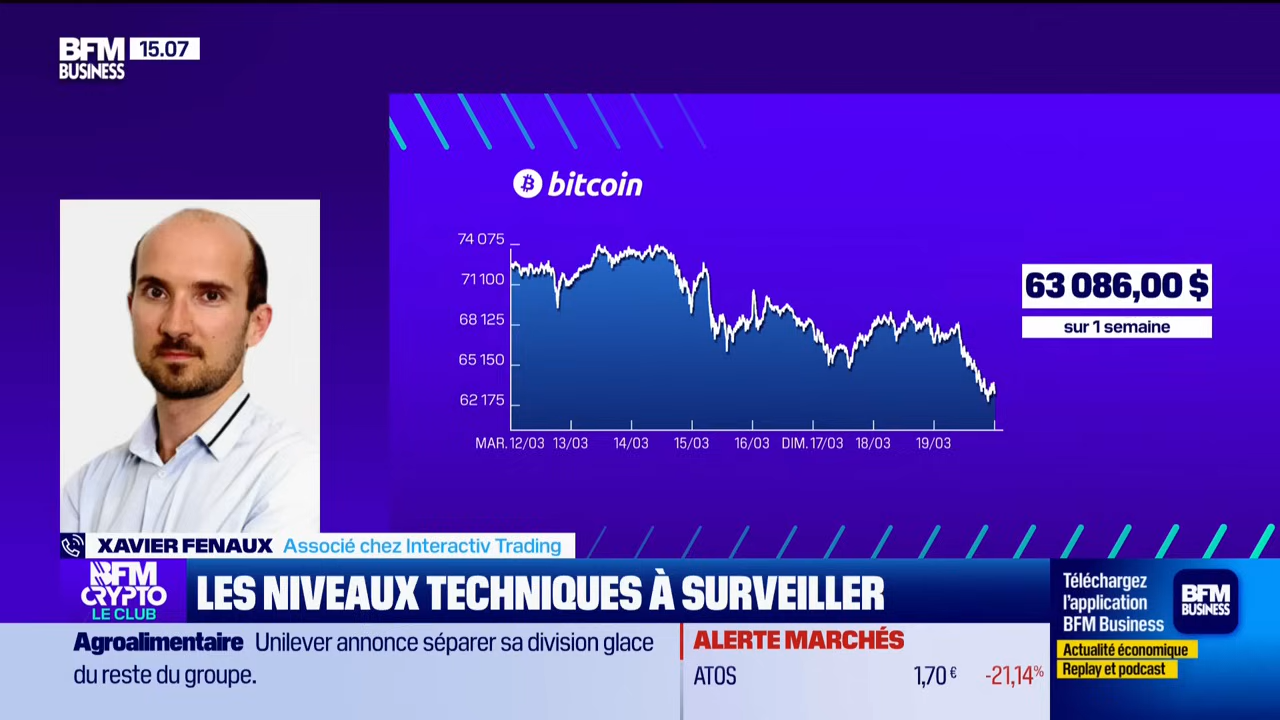 BFM
BUSINESS
15.07
bitcoin
74 075
71 100
68 125
65 150
62 175
MAR. 12/03 13/03 14/03 15/03 16/03 DIM. 17/03 18/03 19/03
63 086,00 $
sur 1 semaine
XAVIER FENAUX Associé chez Interactiv Trading
BFM
CRYPTO
LE CLUB
LES NIVEAUX TECHNIQUES À SURVEILLER
Téléchargez
l'application
BFM Business
BFM
BUSINESS
Actualité économique
Replay et podcast
Agroalimentaire Unilever annonce séparer sa division glace
du reste du groupe.
ALERTE MARCHÉS
ATOS 1,70 € -21,14%